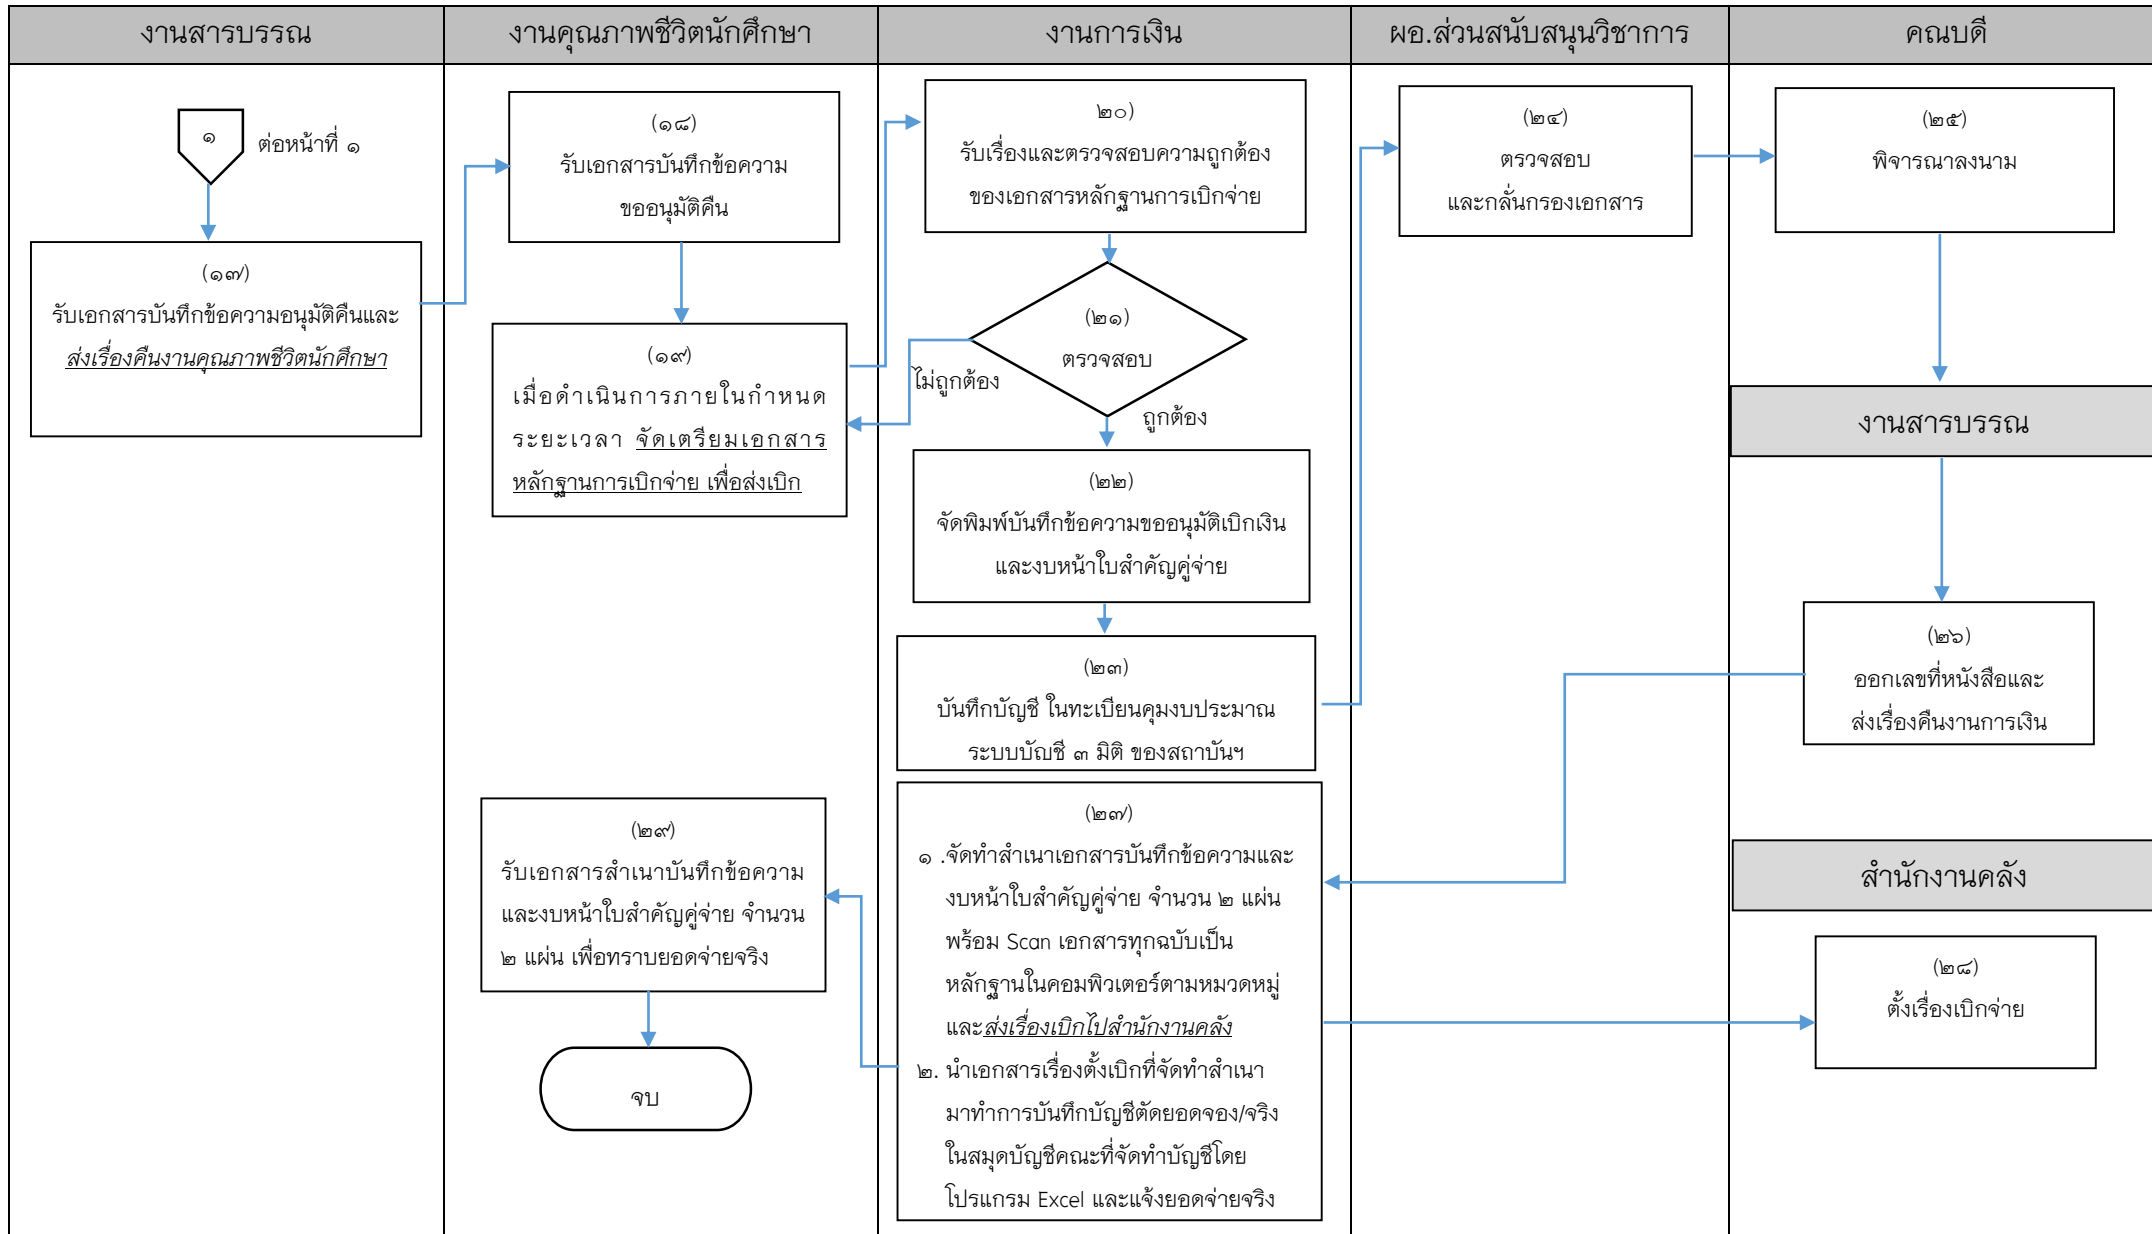 งานสารบรรณ
งานคุณภาพชีวิตนักศึกษา
งานการเงิน
ผอ.ส่วนสนับสนุนวิชาการ
คณบดี
๑
ต่อหน้าที่ ๑
(๑๗)
รับเอกสารบันทึกข้อความอนุมัติคืนและ
ส่งเรื่องคืนงานคุณภาพชีวิตนักศึกษา
(๑๘)
รับเอกสารบันทึกข้อความ
ขออนุมัติคืน
(๑๙)
เมื่อดำเนินการภายในกำหนด
ระยะเวลา จัดเตรียมเอกสาร
หลักฐานการเบิกจ่าย เพื่อส่งเบิก
๒๐)
รับเรื่องและตรวจสอบความถูกต้อง
ของเอกสารหลักฐานการเบิกจ่าย
(๒๑)
ตรวจสอบ
ไม่ถูกต้อง
ถูกต้อง
(๒๒)
จัดพิมพ์บันทึกข้อความขออนุมัติเบิกเงิน
และงบหน้าใบสำคัญคู่จ่าย
(๒๓)
บันทึกบัญชี ในทะเบียนคุมงบประมาณ
ระบบบัญชี ๓ มิติ ของสถาบันฯ
(๒๔)
ตรวจสอบ
และกลั่นกรองเอกสาร
(๒๕)
พิจารณาลงนาม
งานสารบรรณ
(๒๖)
ออกเลขที่หนังสือและ
ส่งเรื่องคืนงานการเงิน
(๒๗)
๑ .จัดทำสำเนาเอกสารบันทึกข้อความและ
งบหน้าใบสำคัญคู่จ่าย จำนวน ๒ แผ่น
พร้อม Scan เอกสารทุกฉบับเป็น
หลักฐานในคอมพิวเตอร์ตามหมวดหมู่
และส่งเรื่องเบิกไปสำนักงานคลัง
๒. นำเอกสารเรื่องตั้งเบิกที่จัดทำสำเนา
มาทำการบันทึกบัญชีตัดยอดจอง/จริง
ในสมุดบัญชีคณะที่จัดทำบัญชีโดย
โปรแกรม Excel และแจ้งยอดจ่ายจริง
สำนักงานคลัง
(๒๘)
ตั้งเรื่องเบิกจ่าย
(๒๙)
รับเอกสารสำเนาบันทึกข้อความ
และงบหน้าใบสำคัญคู่จ่าย จำนวน
๒ แผ่น เพื่อทราบยอดจ่ายจริง
จบ